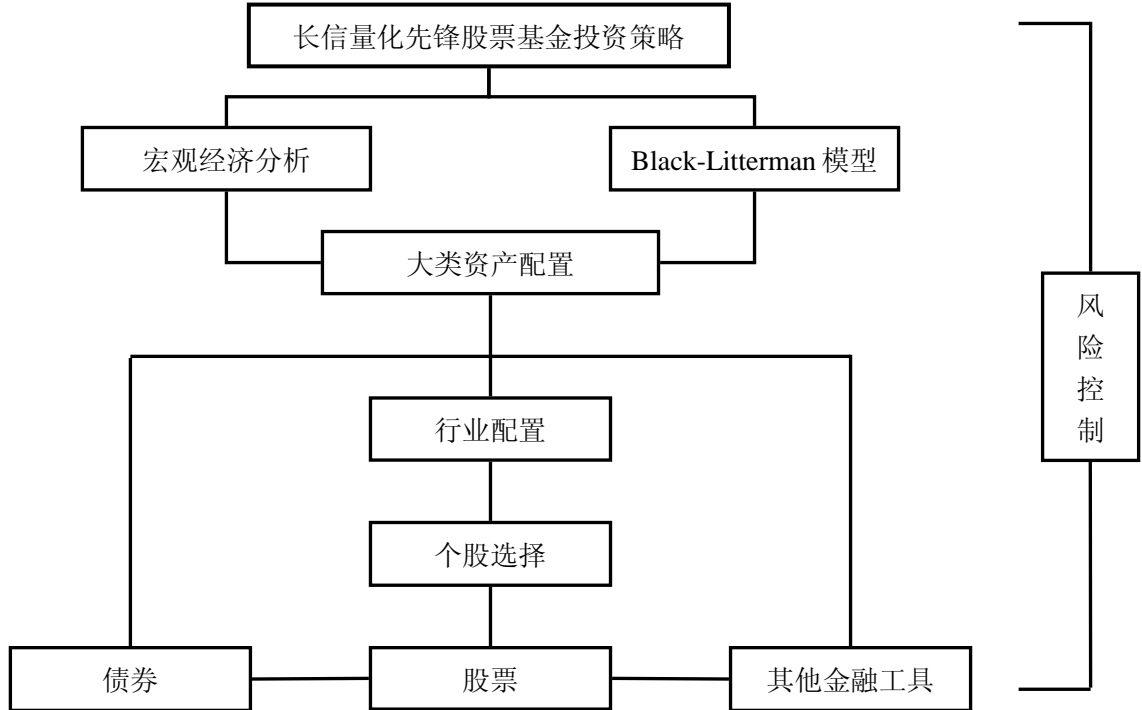 长信量化先锋股票基金投资策略
宏观经济分析
Black-Litterman 模型
大类资产配置
风
险
控
制
行业配置
个股选择
债券
股票
其他金融工具